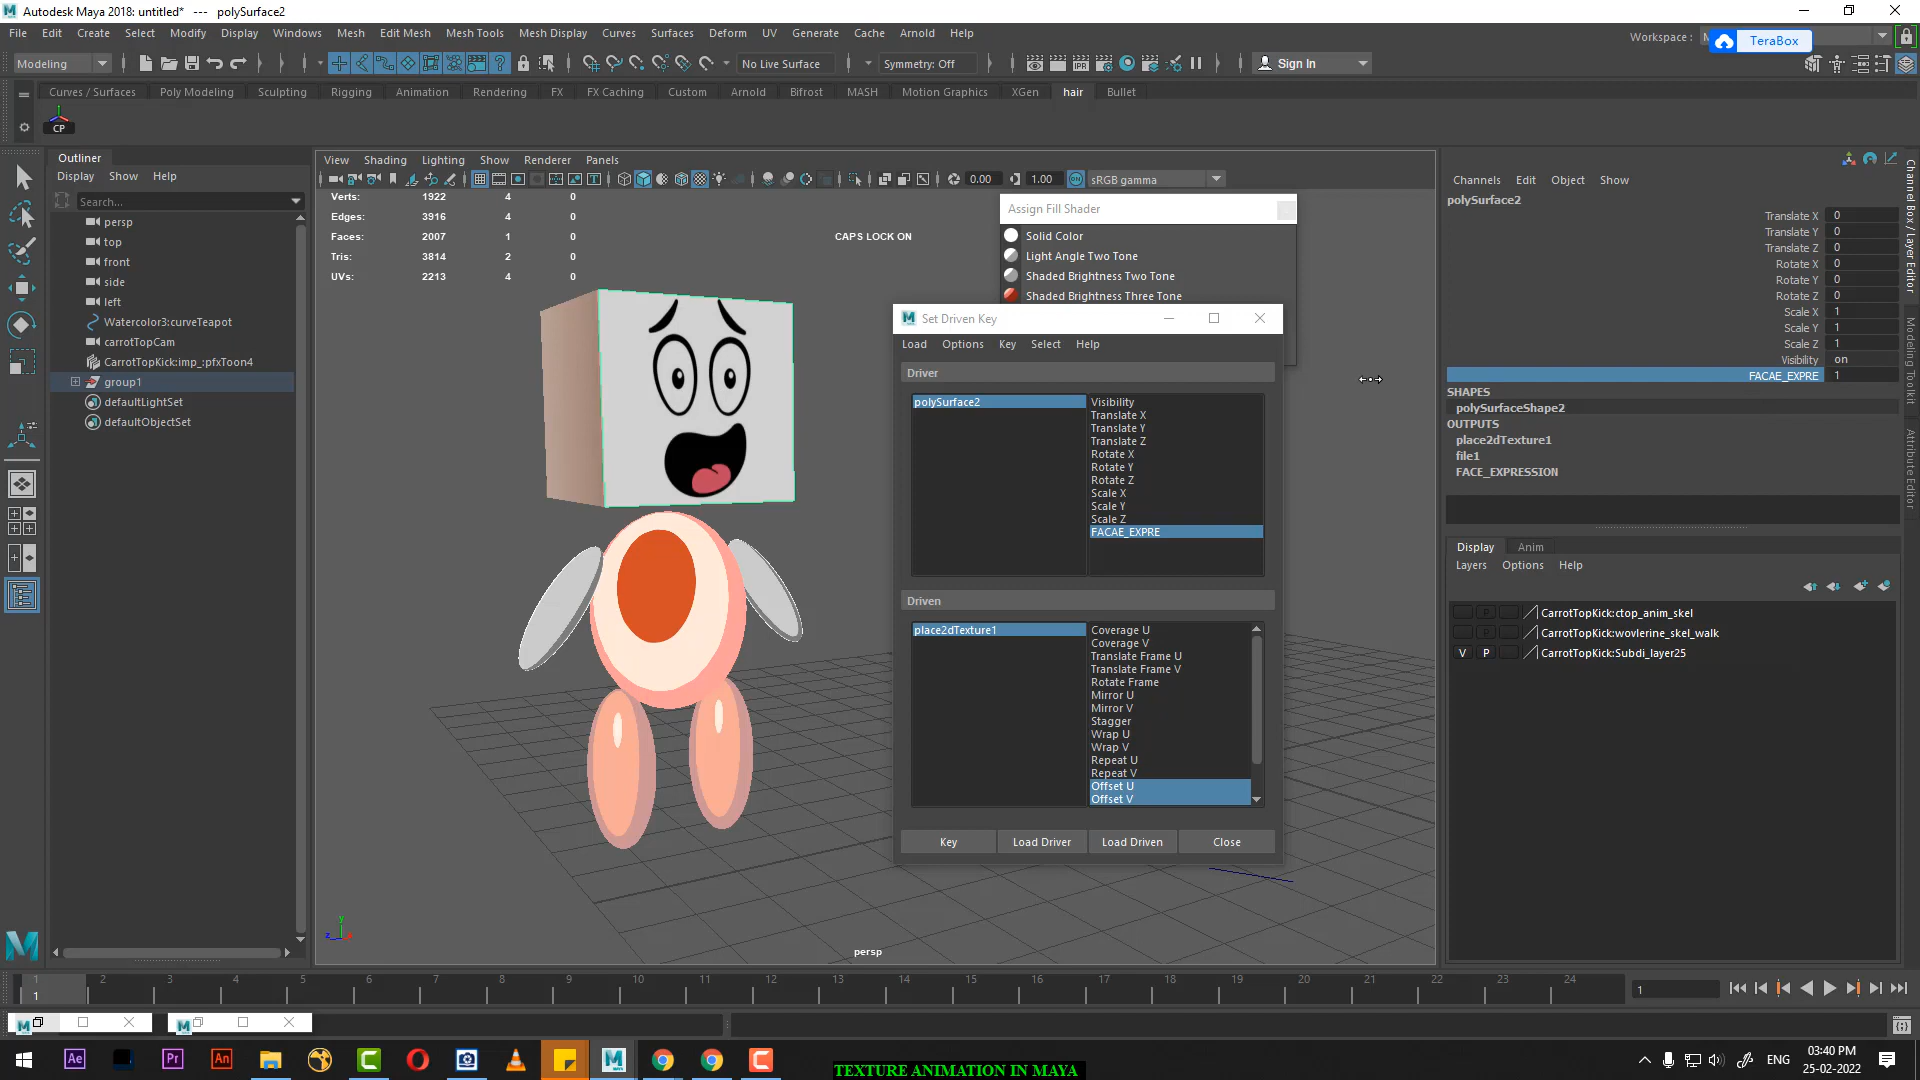 Autodesk Maya 2018: untitled* --- polySurface2
File Edit Create Select Modify Display Windows Mesh Edit Mesh Mesh Tools Mesh Display Curves Surfaces Deform UV Generate Cache Arnold Help
Workspace :
TeraBox
Modeling
No Live Surface
Symmetry: Off
Sign In
Curves / Surfaces Poly Modeling Sculpting Rigging Animation Rendering FX FX Caching Custom Arnold Bifrost MASH Motion Graphics XGen hair Bullet
CP
Outliner
Display Show Help
Search...
persp
top
front
side
left
Watercolor3:curveTeapot
carrotTopCam
CarrotTopKick:imp_:pfxToon4
group1
defaultLightSet
defaultObjectSet
View Shading Lighting Show Renderer Panels
0.00
1.00
sRGB gamma
Verts: 1922 4 0
Edges: 3916 4 0
Faces: 2007 1 0
Tris: 3814 2 0
UVs: 2213 4 0
CAPS LOCK ON
Assign Fill Shader
Solid Color
Light Angle Two Tone
Shaded Brightness Two Tone
Shaded Brightness Three Tone
Set Driven Key
Load Options Key Select Help
Driver
polySurface2
Visibility
Translate X
Translate Y
Translate Z
Rotate X
Rotate Y
Rotate Z
Scale X
Scale Y
Scale Z
FACAE_EXPRE
Driven
place2dTexture1
Coverage U
Coverage V
Translate Frame U
Translate Frame V
Rotate Frame
Mirror U
Mirror V
Stagger
Wrap U
Wrap V
Repeat U
Repeat V
Offset U
Offset V
Key Load Driver Load Driven Close
persp
y
z
x
Channels Edit Object Show
polySurface2
Translate X 0
Translate Y 0
Translate Z 0
Rotate X 0
Rotate Y 0
Rotate Z 0
Scale X 1
Scale Y 1
Scale Z 1
Visibility on
FACAE_EXPRE 1
SHAPES
polySurfaceShape2
OUTPUTS
place2dTexture1
file1
FACE_EXPRESSION
Display Anim
Layers Options Help
P CarrotTopKick:ctop_anim_skel
P CarrotTopKick:wovlerine_skel_walk
V P CarrotTopKick:Subdi_layer25
Channel Box / Layer Editor
Modeling Toolkit
Attribute Editor
1 2 3 4 5 6 7 8 9 10 11 12 13 14 15 16 17 18 19 20 21 22 23 24
1
1
Ae Pr An
TEXTURE ANIMATION IN MAYA
ENG
03:40 PM
25-02-2022